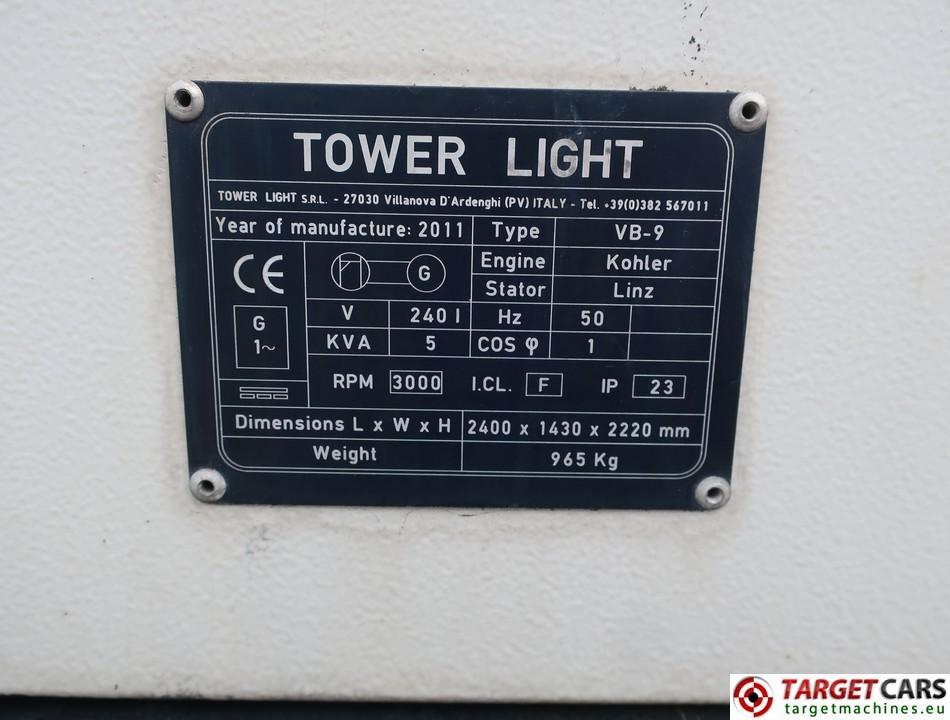 TOWER LIGHT
TOWER LIGHT S.R.L. - 27030 Villanova D'Ardenghi (PV) ITALY - Tel. +39(0)382 567011
Year of manufacture: 2011 Type VB-9
CE G Engine Kohler
Stator Linz
G 1~ V 240 I Hz 50
KVA 5 COS φ 1
RPM 3000 I.CL. F IP 23
Dimensions L x W x H 2400 x 1430 x 2220 mm
Weight 965 Kg
TARGETCARS
targetmachines.eu